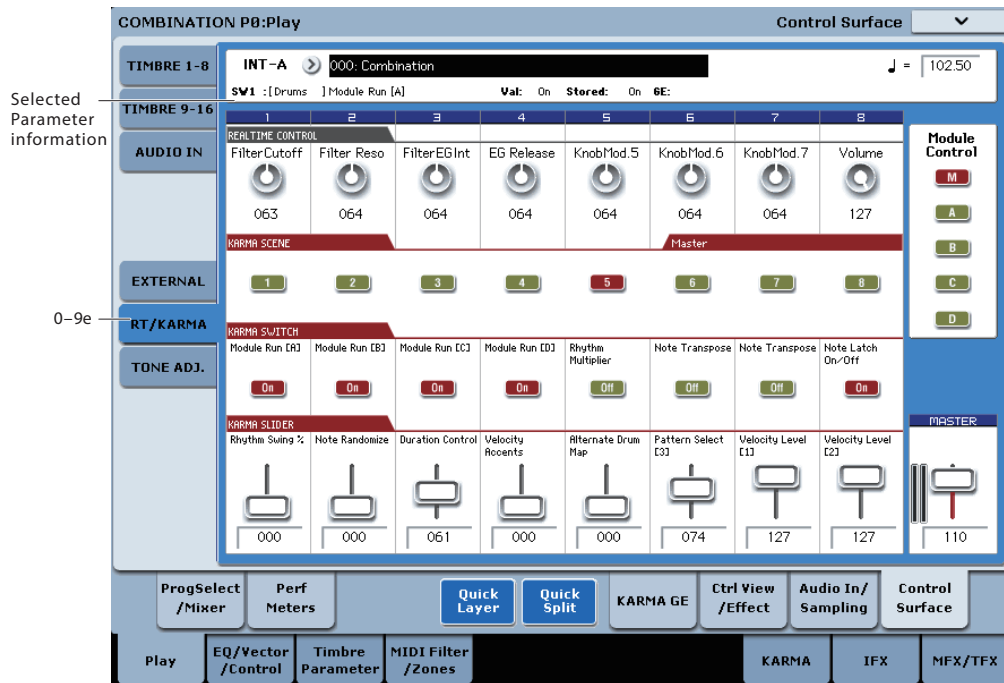 COMBINATION P0:Play
Control Surface
TIMBRE 1-8
TIMBRE 9-16
AUDIO IN
EXTERNAL
RT/KARMA
TONE ADJ.
Selected
Parameter
information
0–9e
INT-A
000: Combination
♩ = 102.50
SW1 :[Drums ] Module Run [A] Val: On Stored: On GE:
1 2 3 4 5 6 7 8
REALTIME CONTROL
FilterCutoff Filter Reso FilterEG Int EG Release KnobMod.5 KnobMod.6 KnobMod.7 Volume
063 064 064 064 064 064 064 127
KARMA SCENE
Master
1 2 3 4 5 6 7 8
KARMA SWITCH
Module Run [A] Module Run [B] Module Run [C] Module Run [D] Rhythm Multiplier Note Transpose Note Transpose Note Latch On/Off
On On On On Off Off Off On
KARMA SLIDER
Rhythm Swing % Note Randomize Duration Control Velocity Accents Alternate Drum Map Pattern Select [3] Velocity Level [1] Velocity Level [2]
000 000 061 000 000 074 127 127
Module
Control
M
A
B
C
D
MASTER
110
ProgSelect
/Mixer
Perf
Meters
Quick
Layer
Quick
Split
KARMA GE
Ctrl View
/Effect
Audio In/
Sampling
Control
Surface
Play
EQ/Vector
/Control
Timbre
Parameter
MIDI Filter
/Zones
KARMA
IFX
MFX/TFX